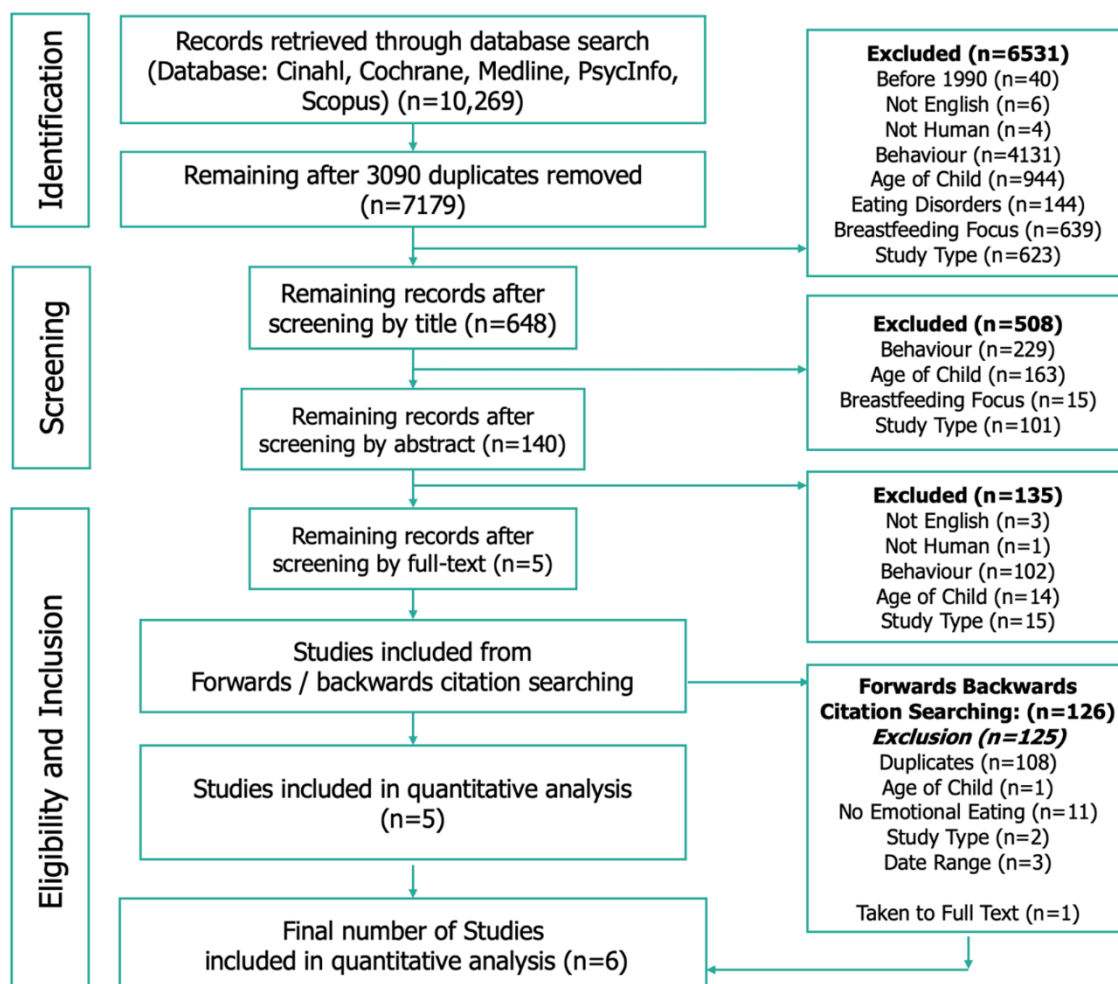 Identification
Records retrieved through database search
(Database: Cinahl, Cochrane, Medline, PsycInfo,
Scopus) (n=10,269)
Remaining after 3090 duplicates removed
(n=7179)
Excluded (n=6531)
Before 1990 (n=40)
Not English (n=6)
Not Human (n=4)
Behaviour (n=4131)
Age of Child (n=944)
Eating Disorders (n=144)
Breastfeeding Focus (n=639)
Study Type (n=623)
Screening
Remaining records after
screening by title (n=648)
Excluded (n=508)
Behaviour (n=229)
Age of Child (n=163)
Breastfeeding Focus (n=15)
Study Type (n=101)
Remaining records after
screening by abstract (n=140)
Excluded (n=135)
Not English (n=3)
Not Human (n=1)
Behaviour (n=102)
Age of Child (n=14)
Study Type (n=15)
Eligibility and Inclusion
Remaining records after
screening by full-text (n=5)
Studies included from
Forwards / backwards citation searching
Forwards Backwards
Citation Searching: (n=126)
Exclusion (n=125)
Duplicates (n=108)
Age of Child (n=1)
No Emotional Eating (n=11)
Study Type (n=2)
Date Range (n=3)
Taken to Full Text (n=1)
Studies included in quantitative analysis
(n=5)
Final number of Studies
included in quantitative analysis (n=6)